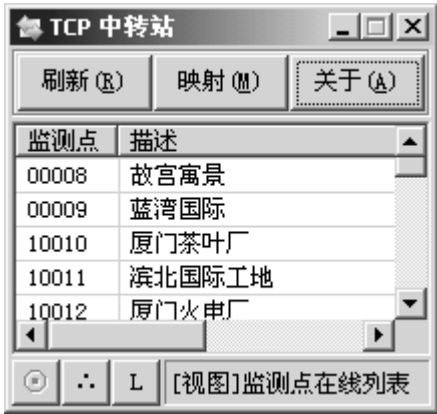 TCP 中转站
刷新(R) 映射(M) 关于(A)
监测点 描述
00008 故宫寓景
00009 蓝湾国际
10010 厦门茶叶厂
10011 滨北国际工地
10012 厦门火电厂
L [视图]监测点在线列表